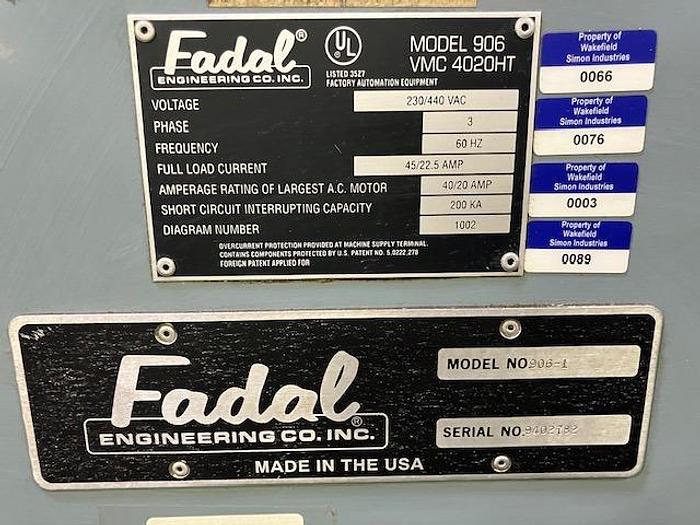 Fadal®
ENGINEERING CO. INC.
UL
®
LISTED 3527
FACTORY AUTOMATION EQUIPMENT
MODEL 906
VMC 4020HT
VOLTAGE 230/440 VAC
PHASE 3
FREQUENCY 60 HZ
FULL LOAD CURRENT 45/22.5 AMP
AMPERAGE RATING OF LARGEST A.C. MOTOR 40/20 AMP
SHORT CIRCUIT INTERRUPTING CAPACITY 200 KA
DIAGRAM NUMBER 1002
OVERCURRENT PROTECTION PROVIDED AT MACHINE SUPPLY TERMINAL.
CONTAINS COMPONENTS PROTECTED BY U.S. PATENT NO. 5,0222,278
FOREIGN PATENT APPLIED FOR
Property of
Wakefield
Simon Industries
0066
Property of
Wakefield
Simon Industries
0076
Property of
Wakefield
Simon Industries
0003
Property of
Wakefield
Simon Industries
0089
Fadal®
ENGINEERING CO. INC.
MADE IN THE USA
MODEL NO. 906-1
SERIAL NO. 9402782